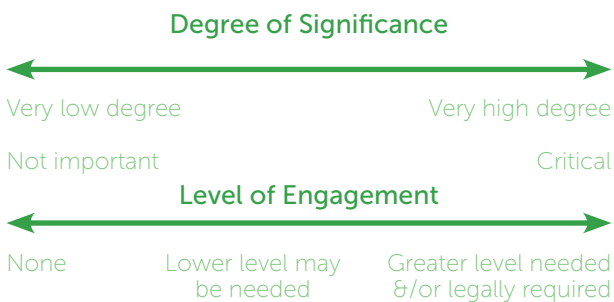 Degree of Significance
Very low degree
Very high degree
Not important
Critical
Level of Engagement
None
Lower level may
be needed
Greater level needed
&/or legally required